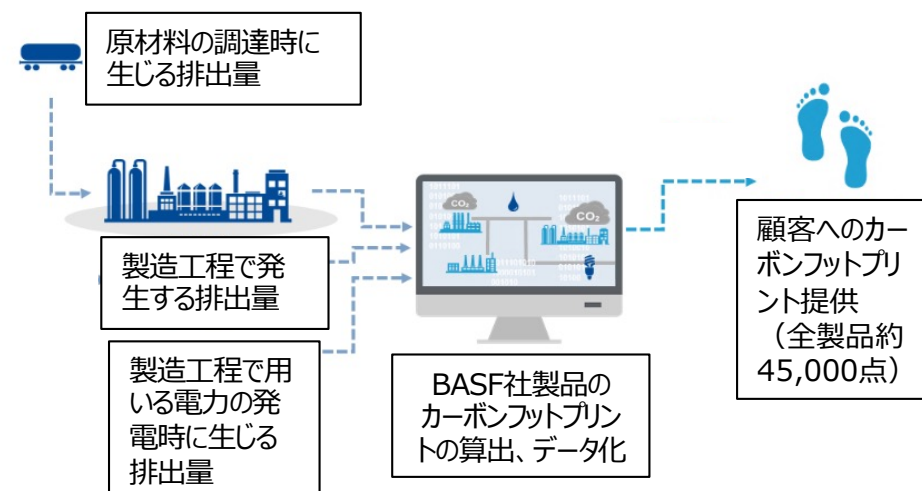 原材料の調達時に
生じる排出量
製造工程で発
生する排出量
製造工程で用
いる電力の発
電時に生じる
排出量
CO₂
CO₂
BASF社製品の
カーボンフットプリン
トの算出、データ化
顧客へのカー
ボンフットプリ
ント提供
（全製品約
45,000点）